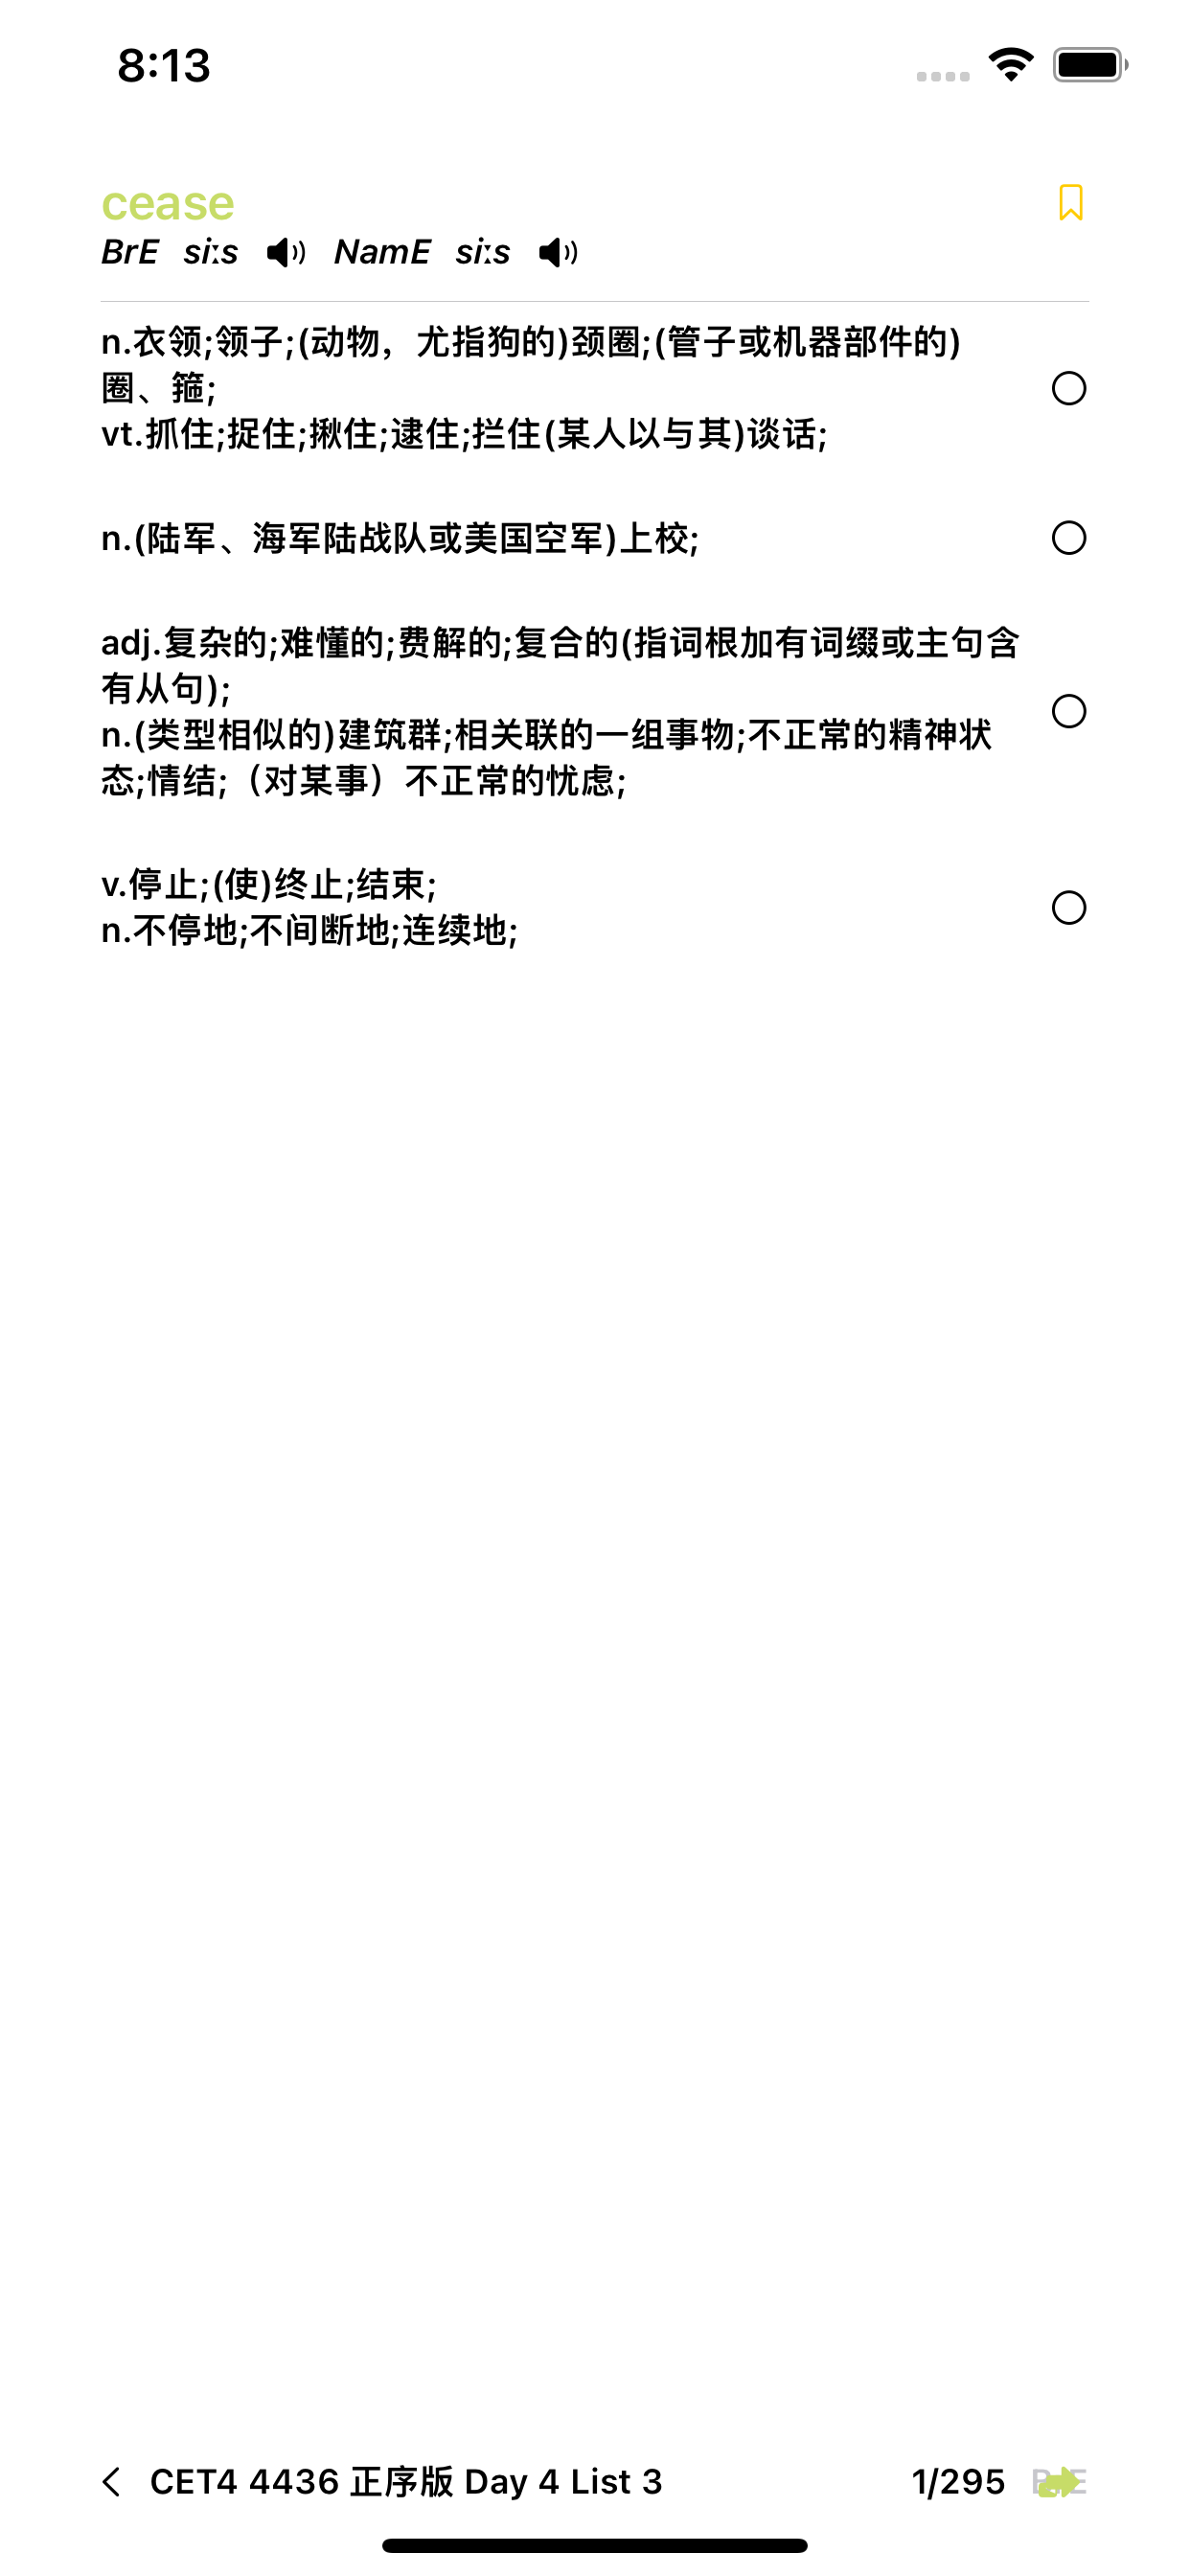 8:13
cease
BrE siːs NamE siːs
n.衣领;领子;(动物，尤指狗的)颈圈;(管子或机器部件的)
圈、箍;
vt.抓住;捉住;揪住;逮住;拦住(某人以与其)谈话;
n.(陆军、海军陆战队或美国空军)上校;
adj.复杂的;难懂的;费解的;复合的(指词根加有词缀或主句含
有从句);
n.(类型相似的)建筑群;相关联的一组事物;不正常的精神状
态;情结;（对某事）不正常的忧虑;
v.停止;(使)终止;结束;
n.不停地;不间断地;连续地;
CET4 4436 正序版 Day 4 List 3 1/295